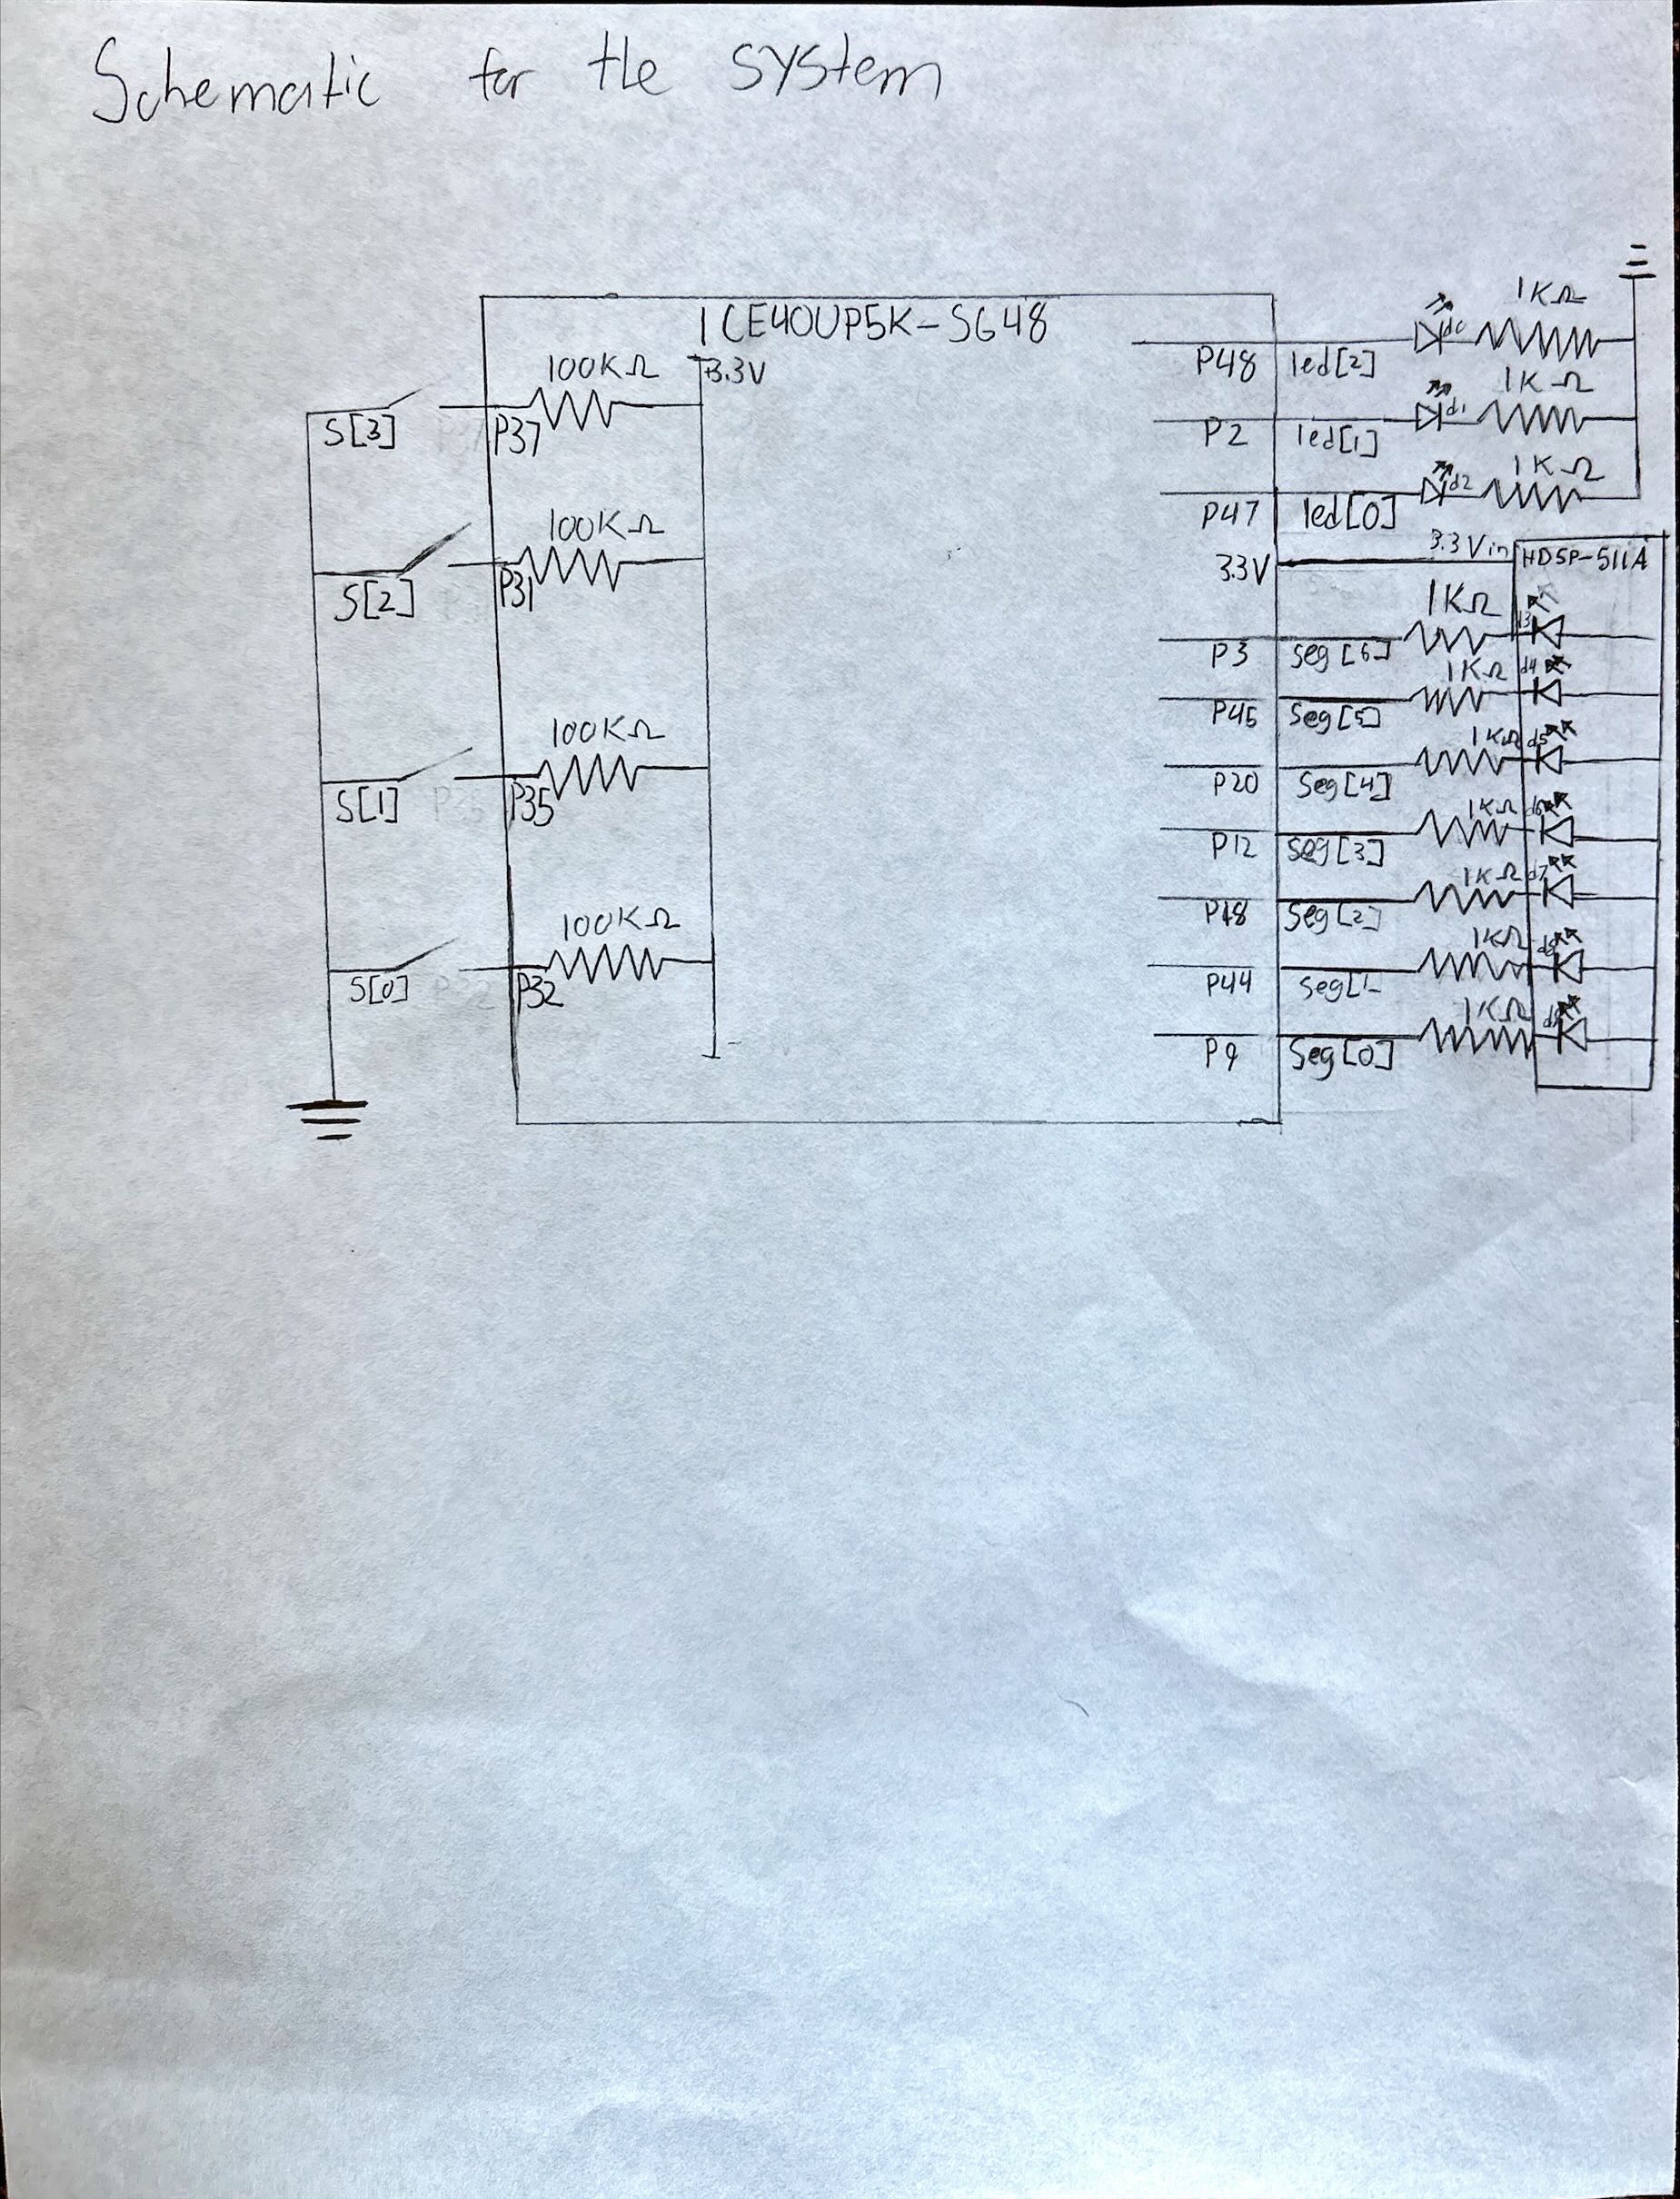 Schematic for the system
ICE40UP5K-SG48
3.3V
100KΩ
S[3]
P37
100KΩ
S[2]
P31
100KΩ
S[1]
P35
100KΩ
S[0]
P32
1KΩ
P48 led[2] d0
1KΩ
P2 led[1] d1
1KΩ
P47 led[0] d2
3.3V 3.3Vin HDSP-511A
1KΩ
P3 seg[6]
1KΩ d4
P45 Seg[5]
1KΩ d5
P20 Seg[4]
1KΩ d6
P12 seg[3]
1KΩ d7
P18 Seg[2]
1KΩ d8
P44 seg[1
1KΩ
P9 Seg[0]